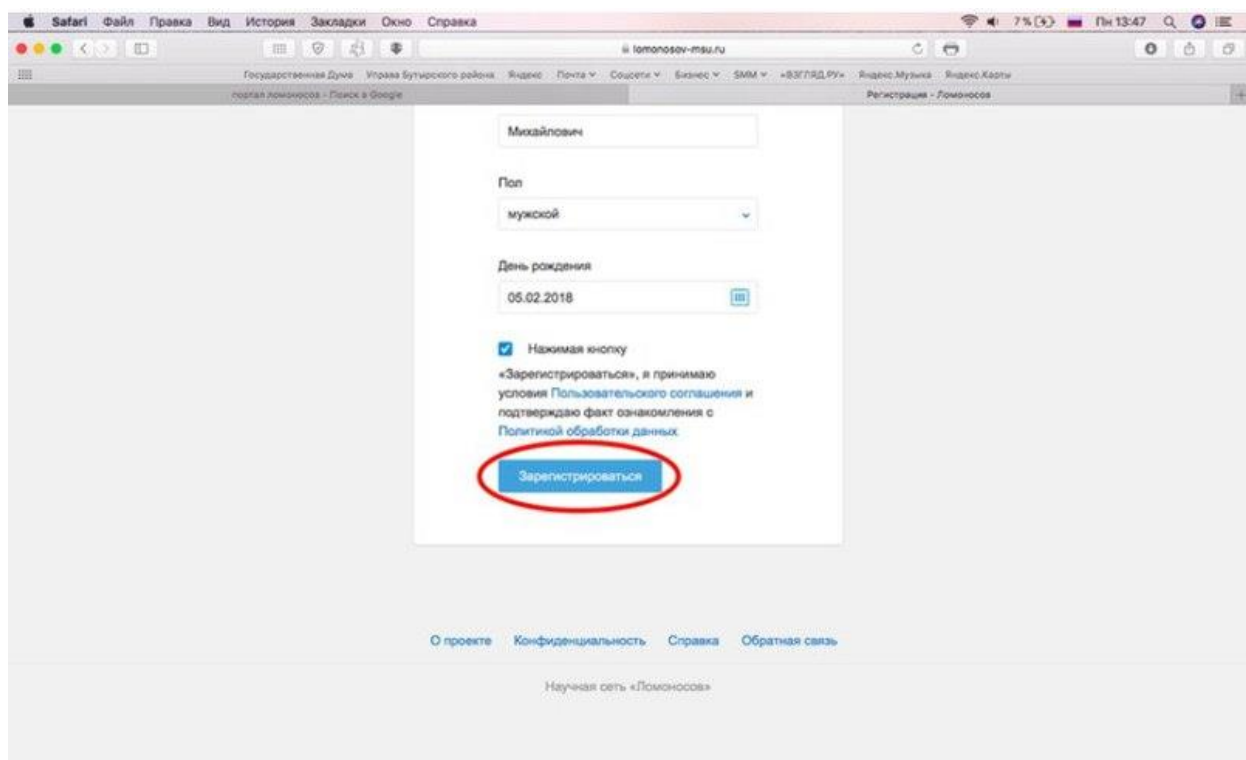 Safari Файл Правка Вид История Закладки Окно Справка 7% Пн 13:47
lomonosov-msu.ru
Государственная Дума Управа Бутырского района Яндекс Почта Соцсети Бизнес SMM «ВЗГЛЯД.РУ» Яндекс.Музыка Яндекс.Карты
портал ломоносов - Поиск в Google Регистрация - Ломоносов
Михайлович
Пол
мужской
День рождения
05.02.2018
Нажимая кнопку
«Зарегистрироваться», я принимаю
условия Пользовательского соглашения и
подтверждаю факт ознакомления с
Политикой обработки данных
Зарегистрироваться
О проекте Конфиденциальность Справка Обратная связь
Научная сеть «Ломоносов»